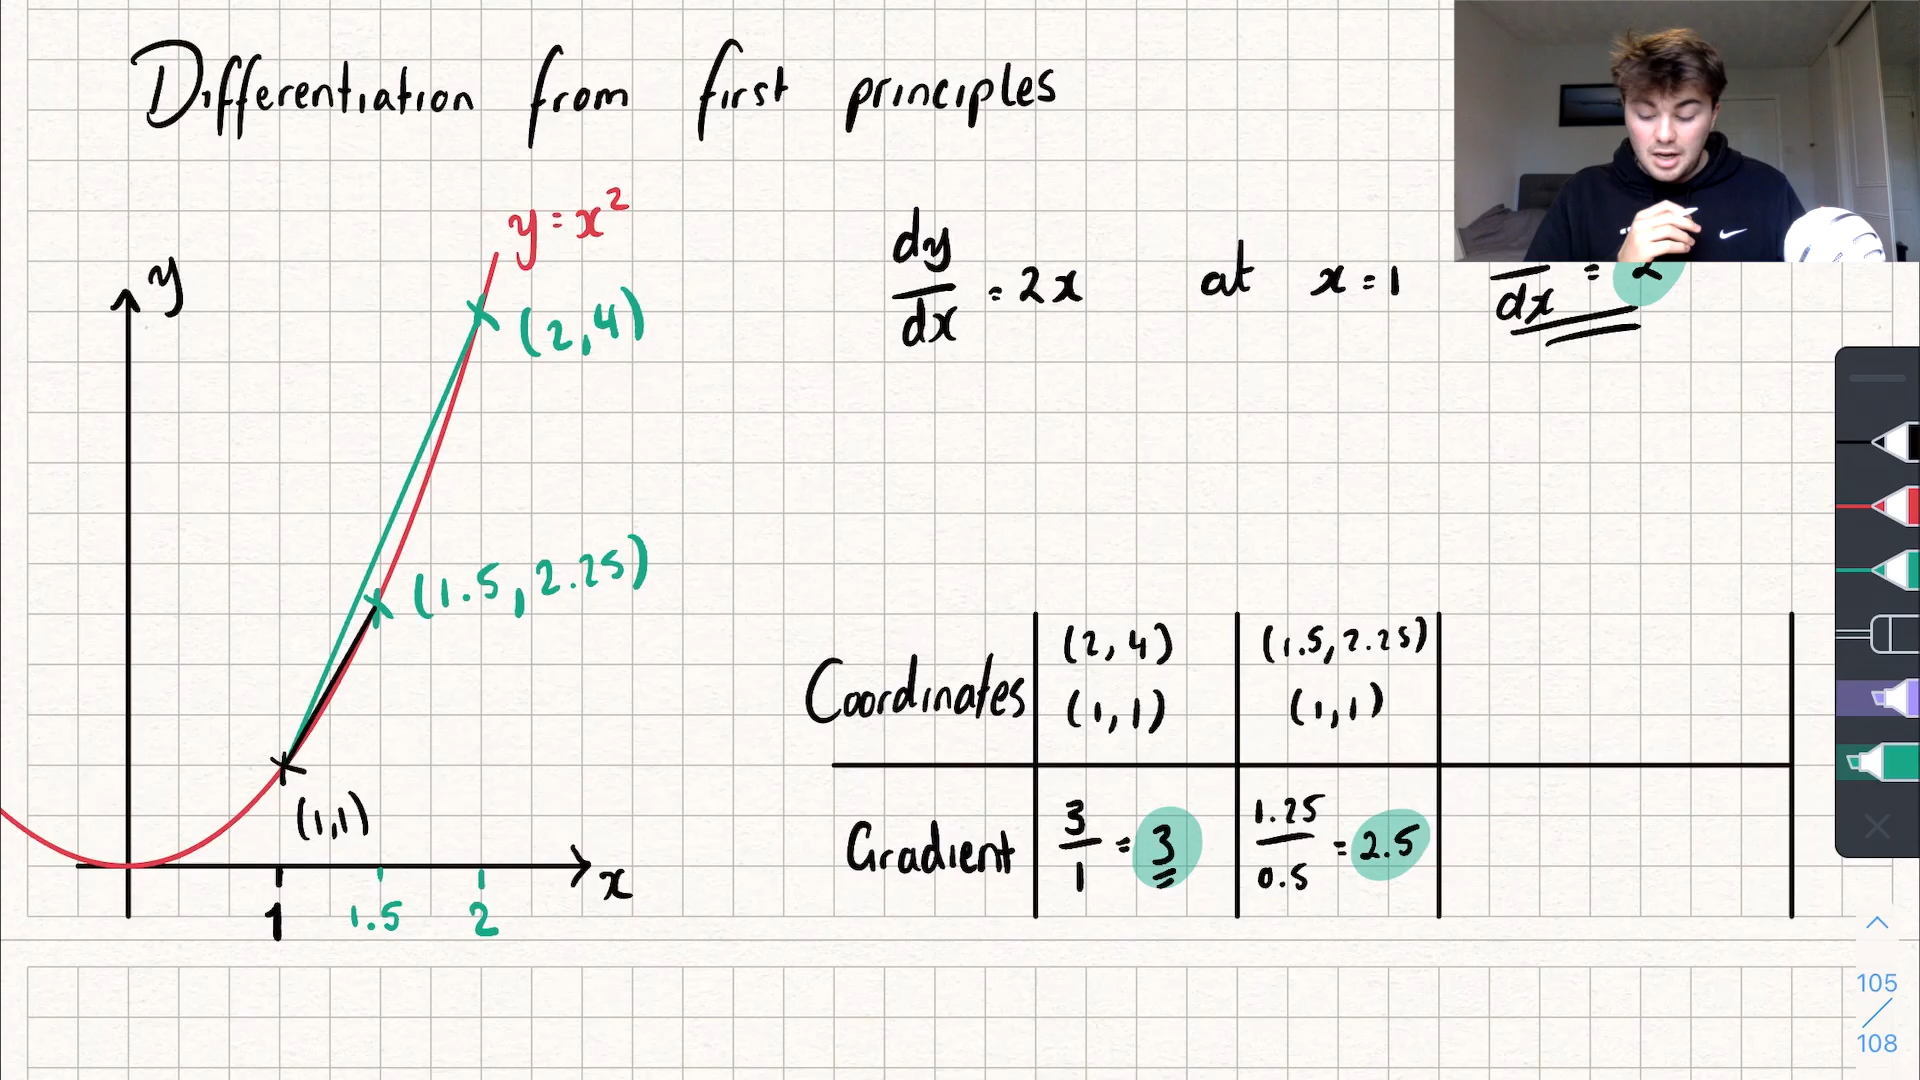 Differentiation from first principles
y = x²
dy/dx = 2x at x = 1 dx = 2
y
(2,4)
(1.5, 2.25)
(1,1)
1 1.5 2 x
Coordinates (2,4) (1.5, 2.25)
(1,1) (1,1)
Gradient 3/1 = 3 1.25/0.5 = 2.5
105
/
108